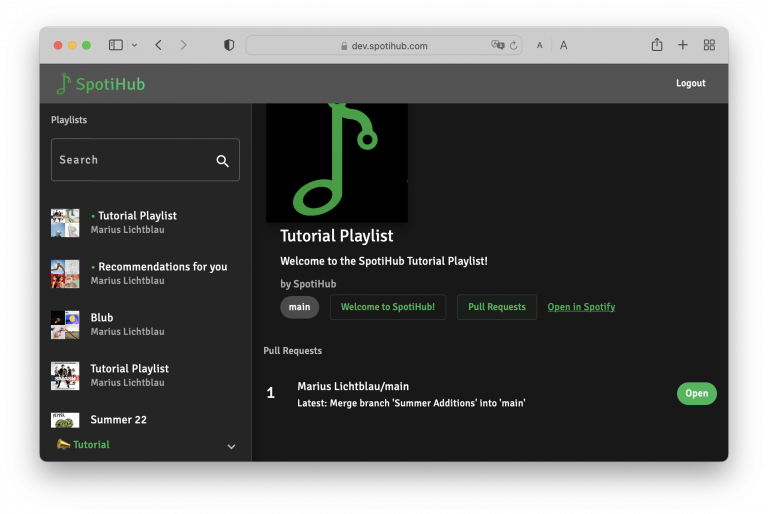 dev.spotihub.com
A A
SpotiHub
Logout
Playlists
Search
• Tutorial Playlist
Marius Lichtblau
• Recommendations for you
Marius Lichtblau
Blub
Marius Lichtblau
Tutorial Playlist
Marius Lichtblau
Summer 22
Tutorial
Tutorial Playlist
Welcome to the SpotiHub Tutorial Playlist!
by SpotiHub
main Welcome to SpotiHub! Pull Requests Open in Spotify
Pull Requests
1 Marius Lichtblau/main
Latest: Merge branch 'Summer Additions' into 'main'
Open